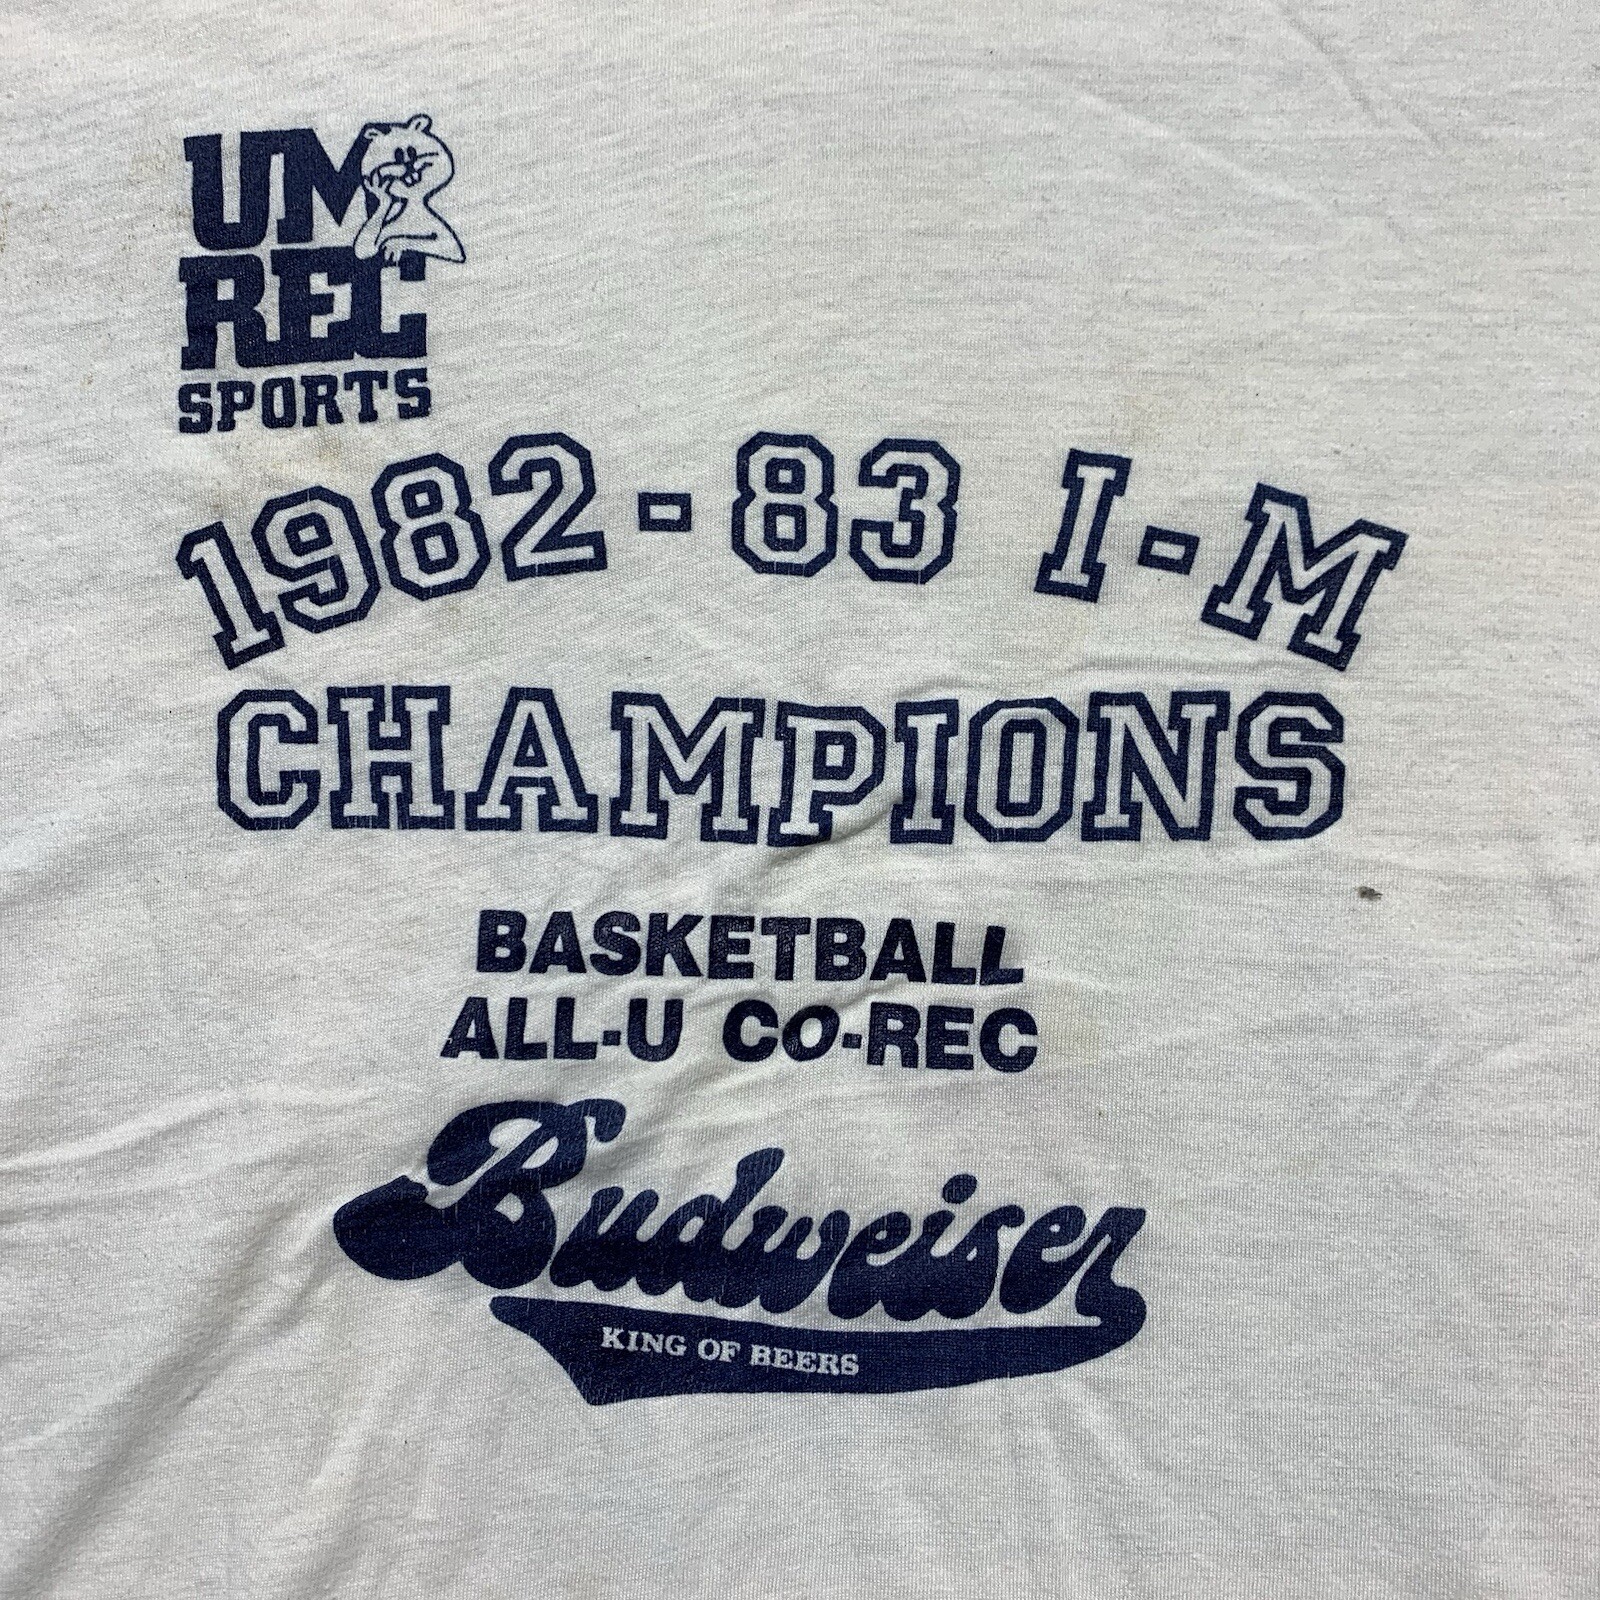 UM
REC
SPORTS
1982-83 I-M
CHAMPIONS
BASKETBALL
ALL-U CO-REC
Budweiser
KING OF BEERS